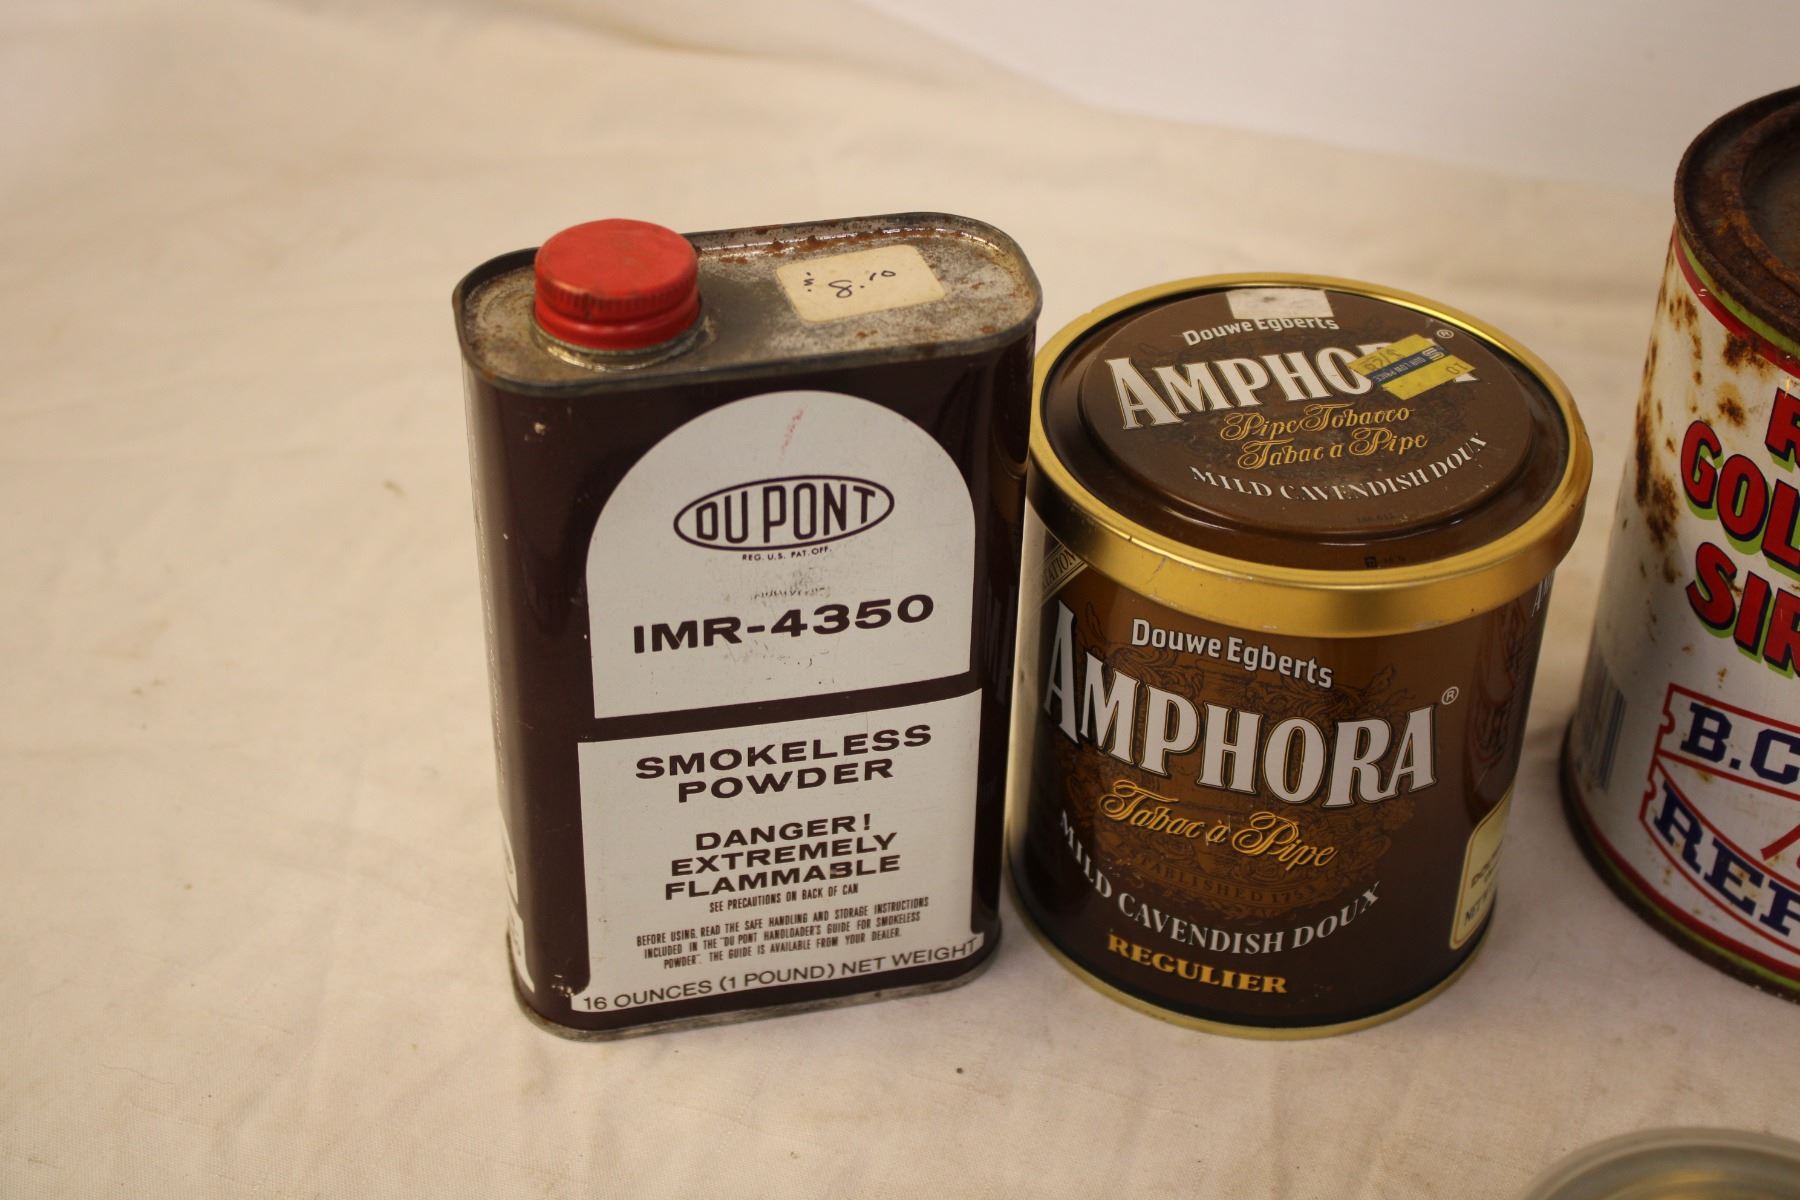 $8.10
DU PONT
REG. U.S. PAT. OFF.
IMR-4350
SMOKELESS
POWDER
DANGER!
EXTREMELY
FLAMMABLE
SEE PRECAUTIONS ON BACK OF CAN
BEFORE USING, READ THE SAFE HANDLING AND STORAGE INSTRUCTIONS
INCLUDED IN THE "DU PONT HANDLOADER'S GUIDE FOR SMOKELESS
POWDER". THE GUIDE IS AVAILABLE FROM YOUR DEALER.
16 OUNCES (1 POUND) NET WEIGHT
Douwe Egberts
AMPHORA®
Pipe Tobacco
Tabac a Pipe
MILD CAVENDISH DOUX
Douwe Egberts
AMPHORA®
Tabac a Pipe
ESTABLISHED 1753
MILD CAVENDISH DOUX
REGULIER
GOL
SIR
B.C
REF